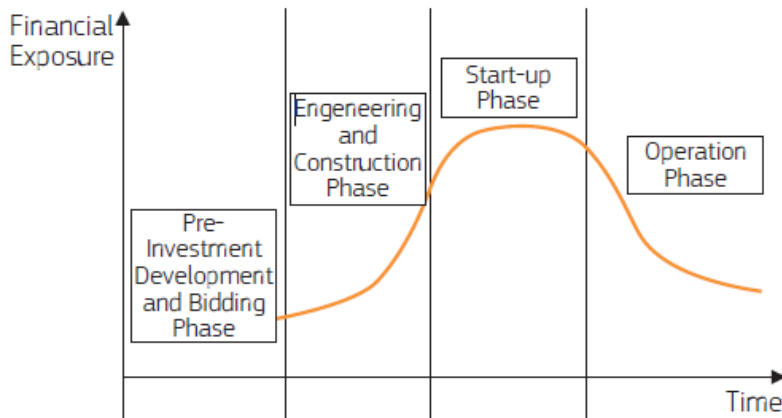 Financial
Exposure
Pre-
Investment
Development
and Bidding
Phase
Engeneering
and
Construction
Phase
Start-up
Phase
Operation
Phase
Time